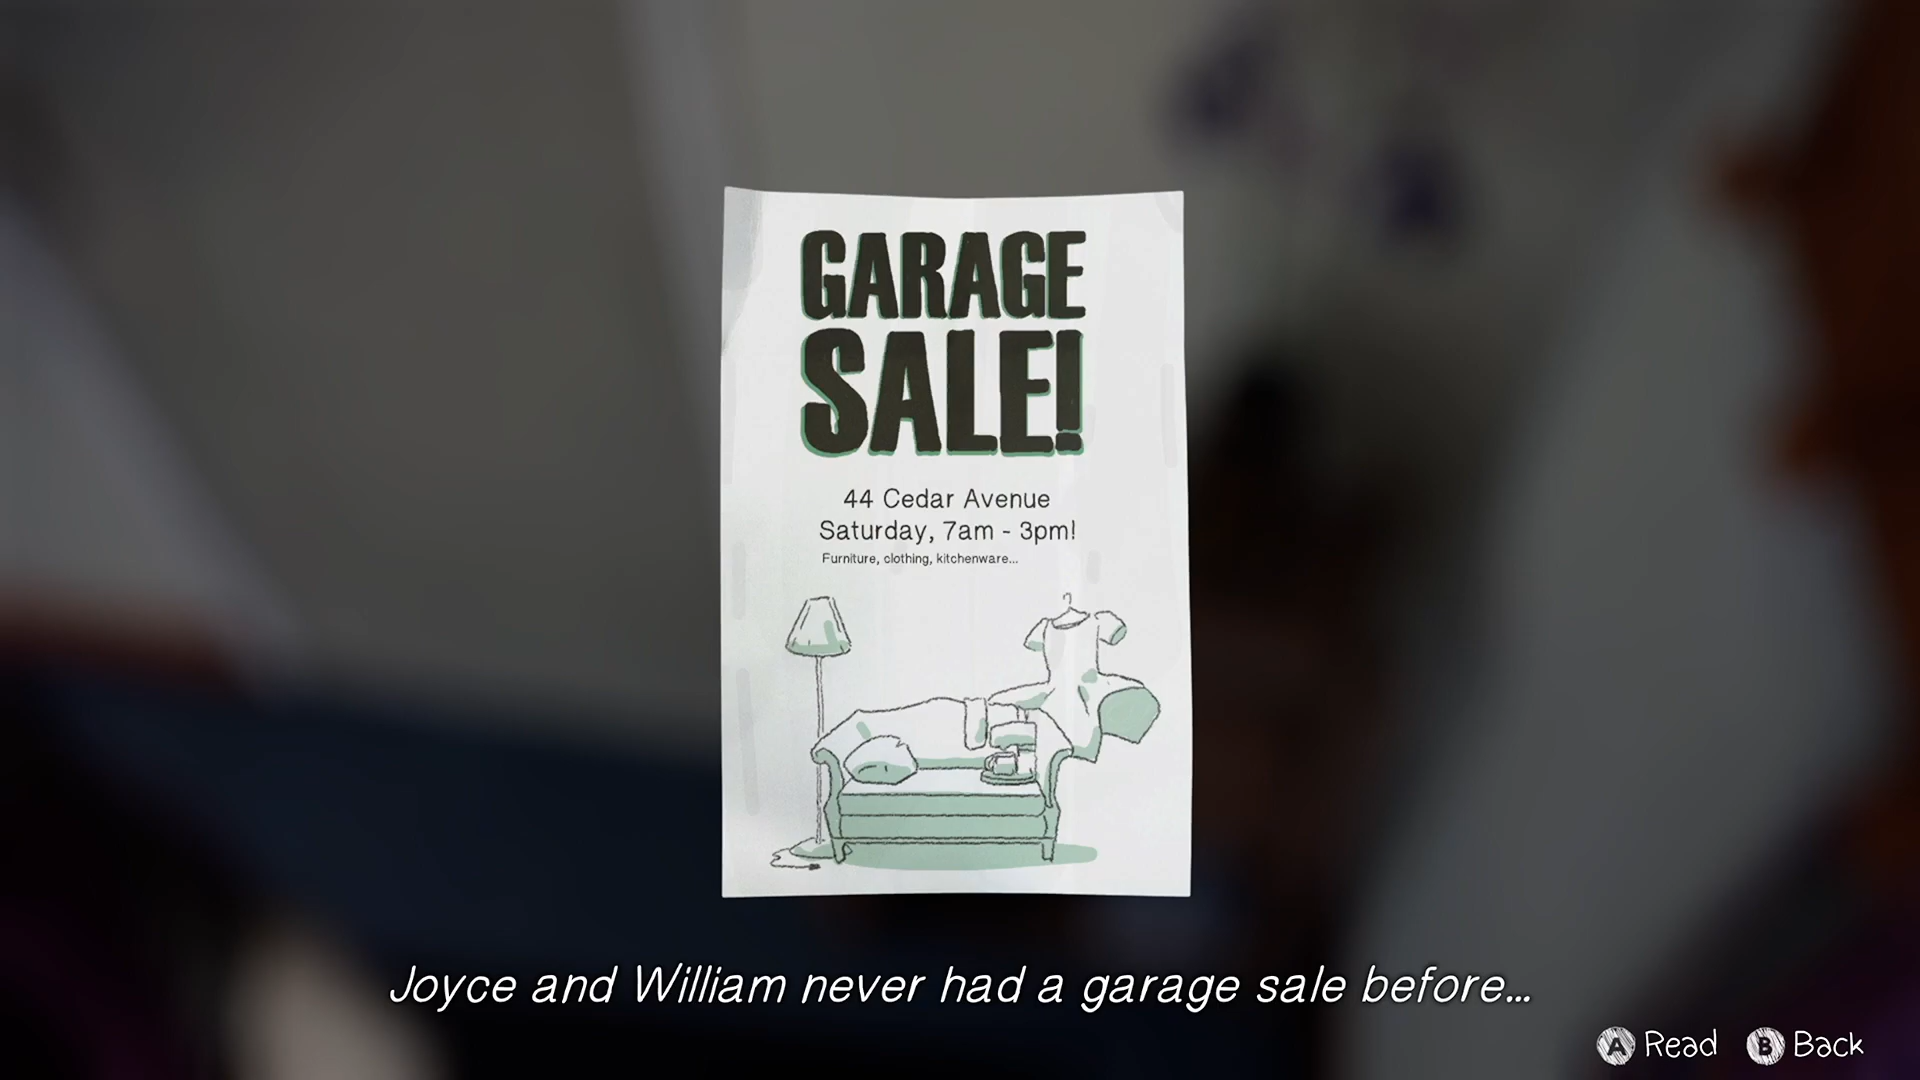 GARAGE
SALE!
44 Cedar Avenue
Saturday, 7am - 3pm!
Furniture, clothing, kitchenware...
Joyce and William never had a garage sale before...
A Read B Back